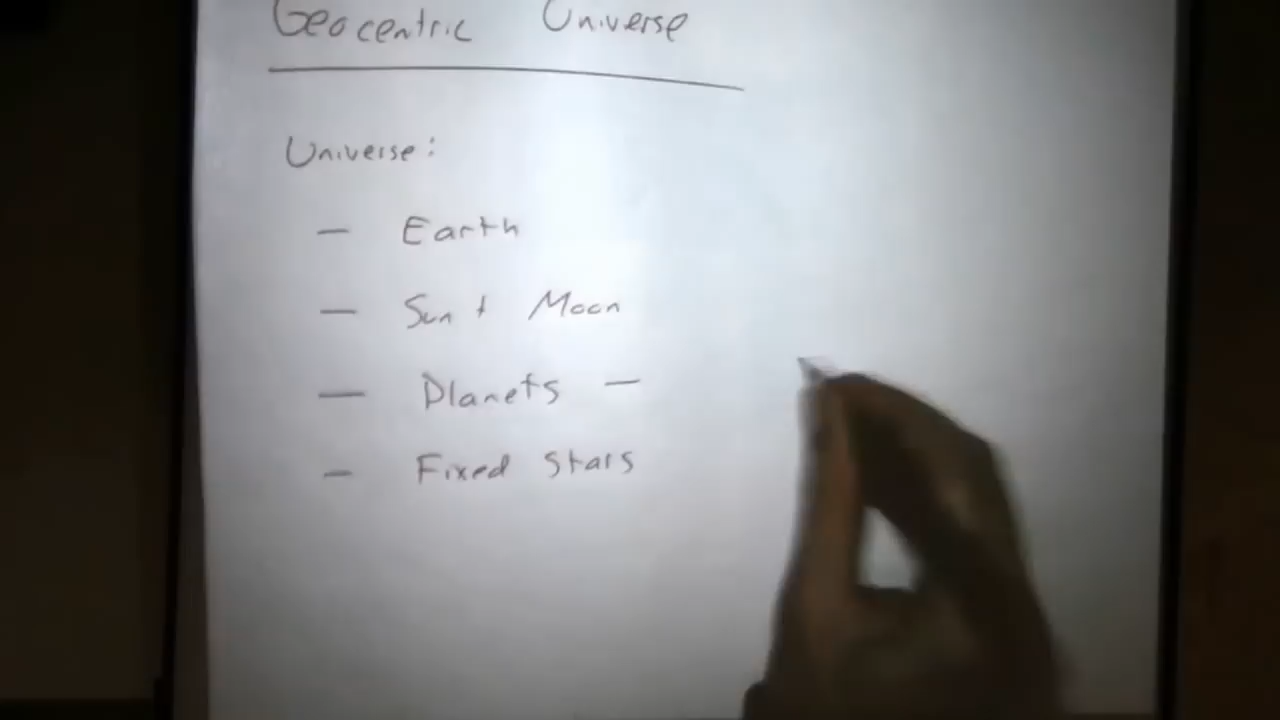 Geocentric Universe
Universe:
— Earth
— Sun + Moon
— Planets —
— Fixed Stars